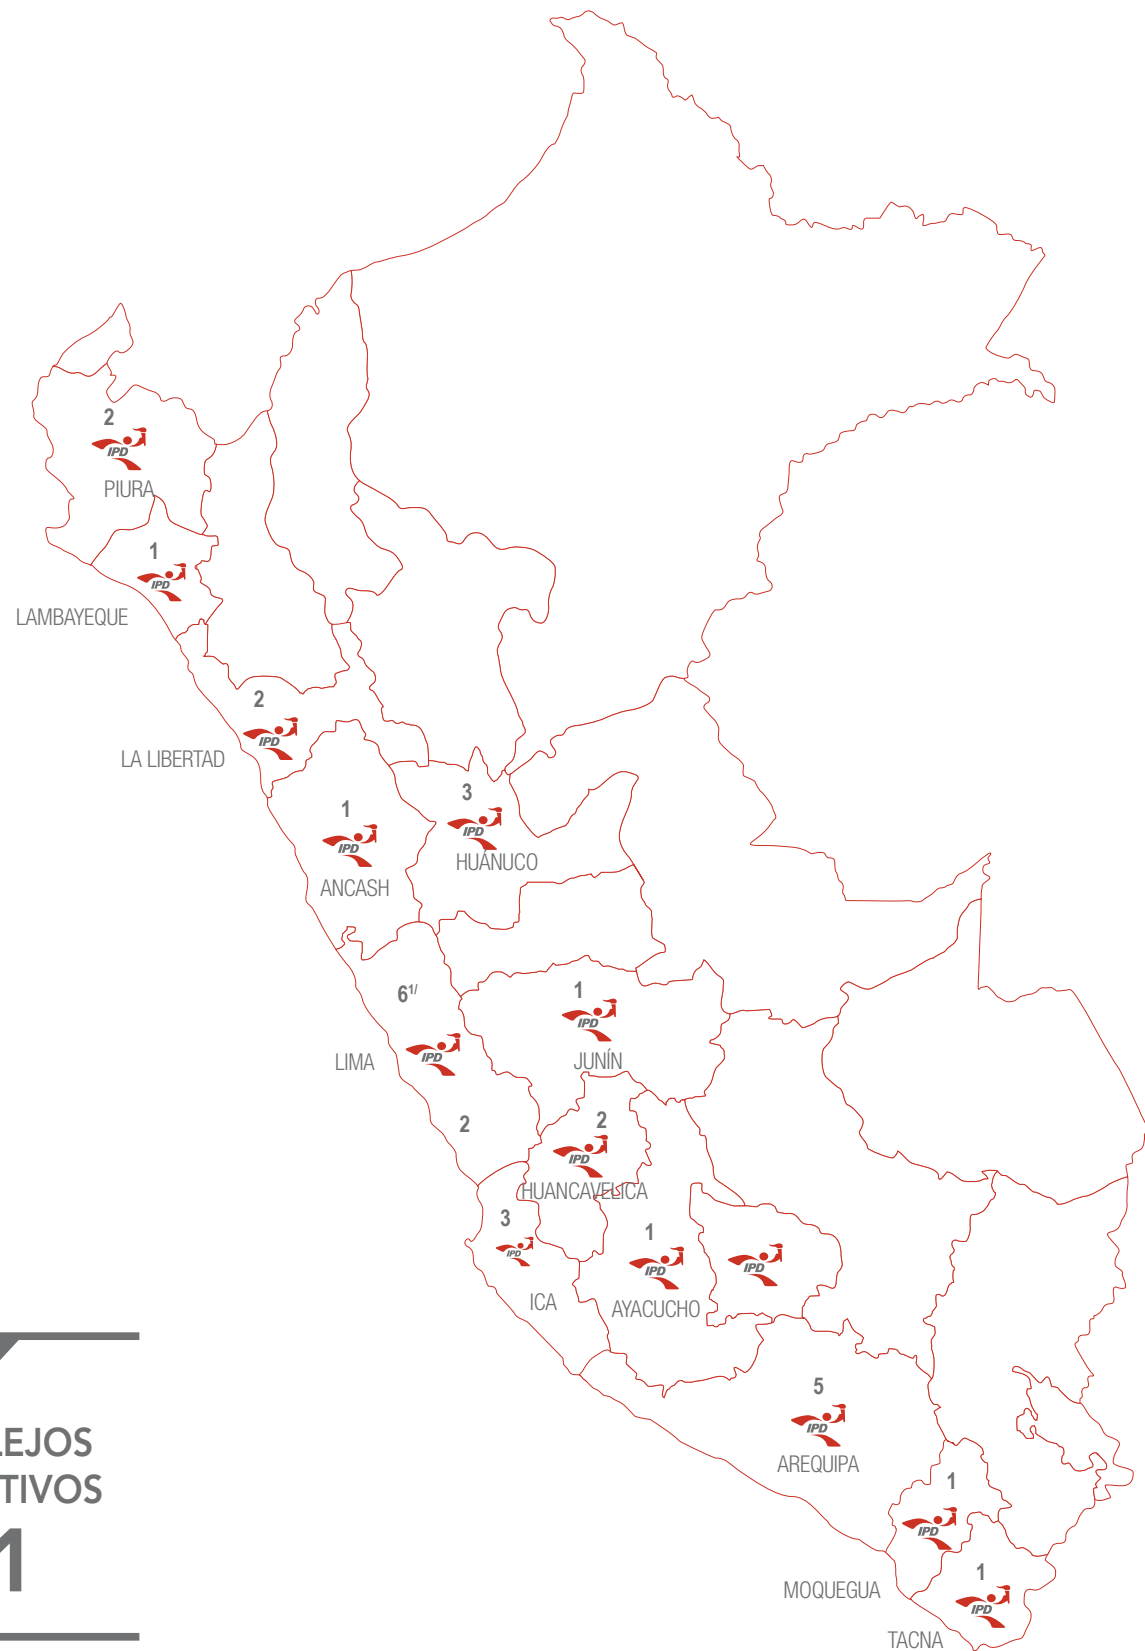 2
IPD
PIURA
1
IPD
LAMBAYEQUE
2
IPD
LA LIBERTAD
1
IPD
ANCASH
3
IPD
HUÁNUCO
6¹/
IPD
LIMA
2
1
IPD
JUNÍN
2
IPD
HUANCAVELICA
3
IPD
ICA
1
IPD
AYACUCHO
IPD
5
IPD
AREQUIPA
1
IPD
MOQUEGUA
1
IPD
TACNA
LEJOS
TIVOS
1